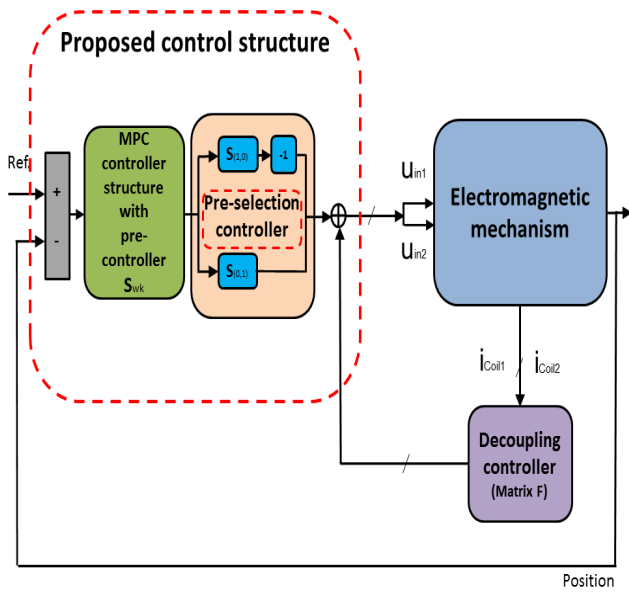 Proposed control structure
Ref.
+
-
MPC
controller
structure
with
pre-
controller
Swk
S(1,0)
-1
Pre-selection
controller
S(0,1)
uin1
uin2
Electromagnetic
mechanism
iCoil1
iCoil2
Decoupling
controller
(Matrix F)
Position